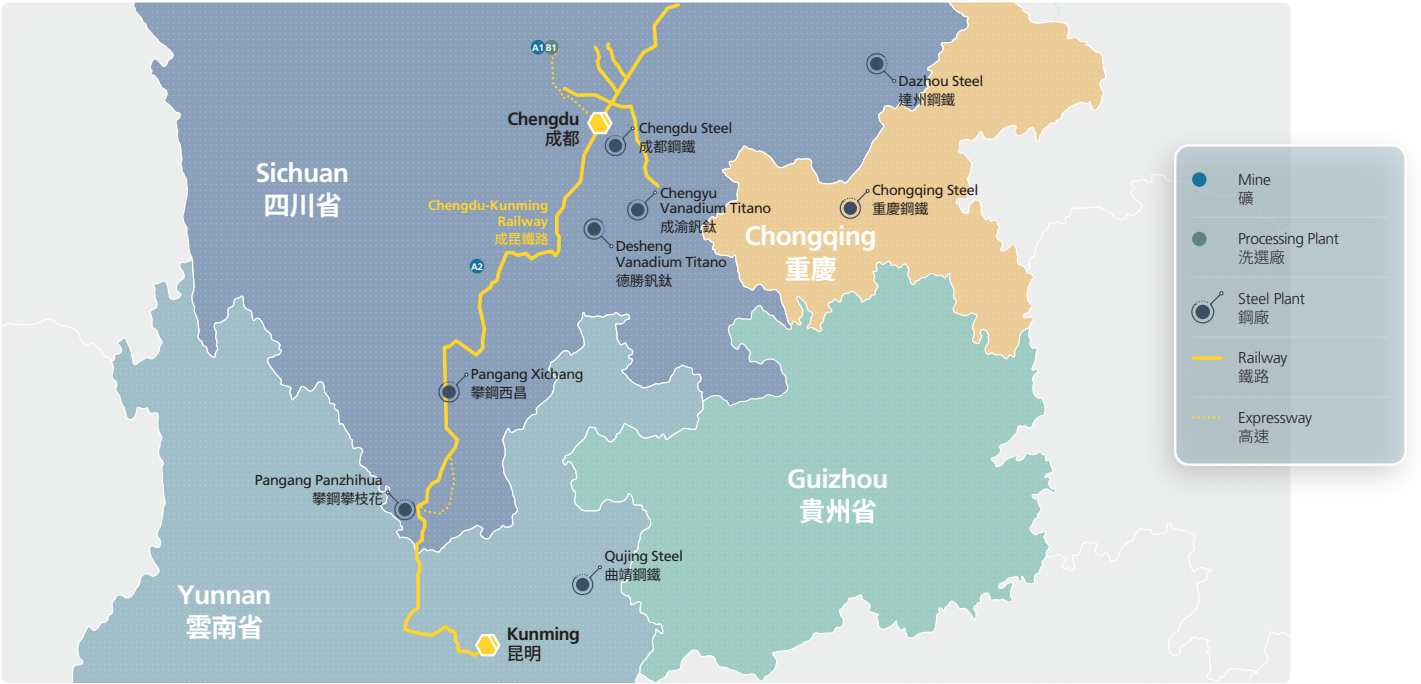 A1 B1
Dazhou Steel
達州鋼鐵
Chengdu
成都
Chengdu Steel
成都鋼鐵
Sichuan
四川省
Chengyu
Vanadium Titano
成渝釩鈦
Chongqing Steel
重慶鋼鐵
Chengdu-Kunming
Railway
成昆鐵路
Chongqing
重慶
Desheng
Vanadium Titano
德勝釩鈦
A2
Pangang Xichang
攀鋼西昌
Pangang Panzhihua
攀鋼攀枝花
Guizhou
貴州省
Qujing Steel
曲靖鋼鐵
Yunnan
雲南省
Kunming
昆明
Mine
礦
Processing Plant
洗選廠
Steel Plant
鋼廠
Railway
鐵路
Expressway
高速